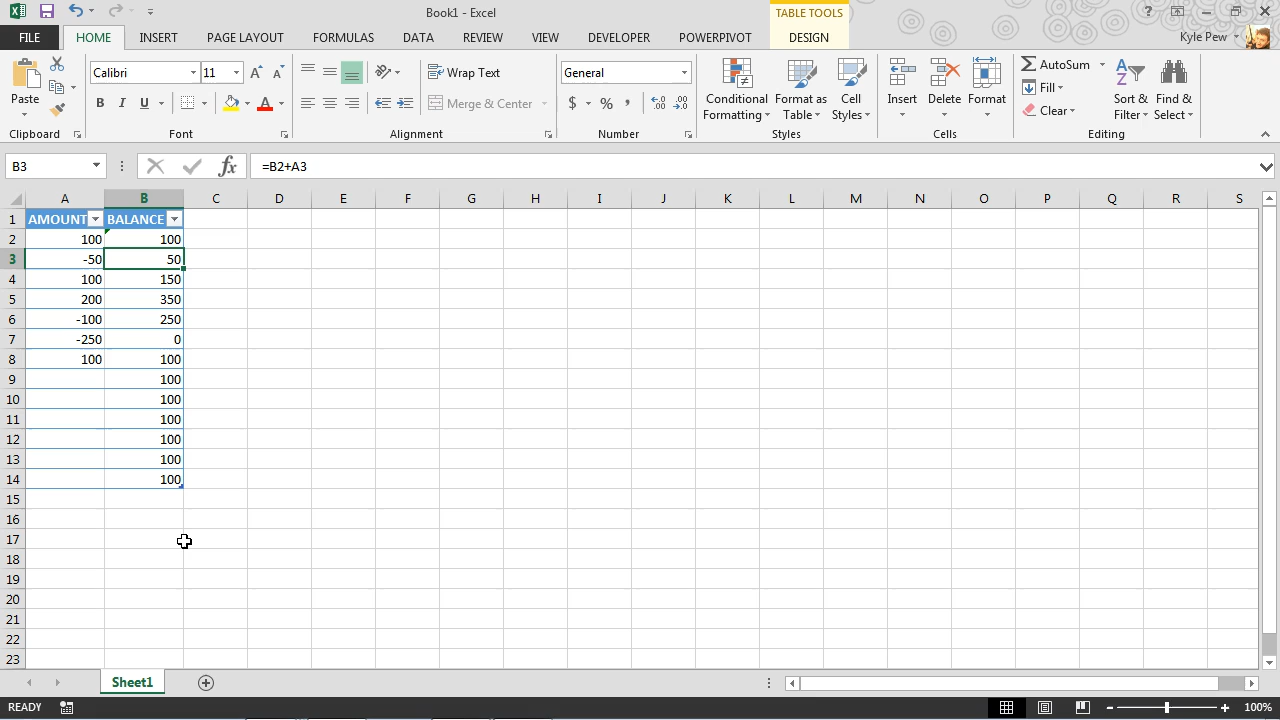 Book1 - Excel
TABLE TOOLS
?
FILE HOME INSERT PAGE LAYOUT FORMULAS DATA REVIEW VIEW DEVELOPER POWERPIVOT DESIGN Kyle Pew
Paste
Calibri 11 A A
B I U A
Wrap Text
Merge & Center
General
$ % ,
Conditional Formatting
Format as Table
Cell Styles
Insert Delete Format
AutoSum
Fill
Clear
Sort & Filter
Find & Select
Clipboard Font Alignment Number Styles Cells Editing
B3 fx =B2+A3
A B C D E F G H I J K L M N O P Q R S
1 AMOUNT BALANCE
2 100 100
3 -50 50
4 100 150
5 200 350
6 -100 250
7 -250 0
8 100 100
9 100
10 100
11 100
12 100
13 100
14 100
15
16
17
18
19
20
21
22
23
Sheet1
READY 100%